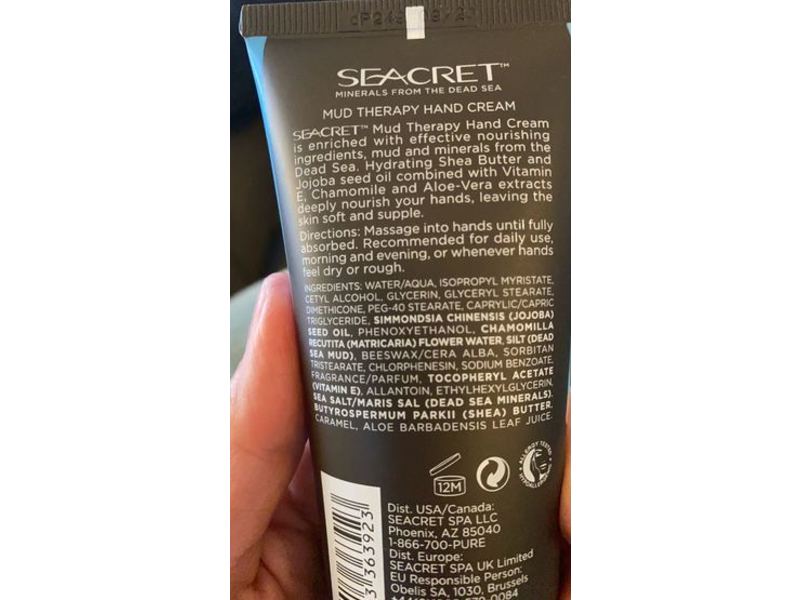 SEACRET™
MINERALS FROM THE DEAD SEA
MUD THERAPY HAND CREAM
SEACRET™ Mud Therapy Hand Cream
is enriched with effective nourishing
ingredients, mud and minerals from the
Dead Sea. Hydrating Shea Butter and
Jojoba seed oil combined with Vitamin
E, Chamomile and Aloe-Vera extracts
deeply nourish your hands, leaving the
skin soft and supple.
Directions: Massage into hands until fully
absorbed. Recommended for daily use,
morning and evening, or whenever hands
feel dry or rough.
INGREDIENTS: WATER/AQUA, ISOPROPYL MYRISTATE,
CETYL ALCOHOL, GLYCERIN, GLYCERYL STEARATE,
DIMETHICONE, PEG-40 STEARATE, CAPRYLIC/CAPRIC
TRIGLYCERIDE, SIMMONDSIA CHINENSIS (JOJOBA)
SEED OIL, PHENOXYETHANOL, CHAMOMILLA
RECUTITA (MATRICARIA) FLOWER WATER, SILT (DEAD
SEA MUD), BEESWAX/CERA ALBA, SORBITAN
TRISTEARATE, CHLORPHENESIN, SODIUM BENZOATE,
FRAGRANCE/PARFUM, TOCOPHERYL ACETATE
(VITAMIN E), ALLANTOIN, ETHYLHEXYLGLYCERIN,
SEA SALT/MARIS SAL (DEAD SEA MINERALS),
BUTYROSPERMUM PARKII (SHEA) BUTTER,
CARAMEL, ALOE BARBADENSIS LEAF JUICE.
ALLERGY TESTED
HYPOALLERGENIC
12M
Dist. USA/Canada:
SEACRET SPA LLC
Phoenix, AZ 85040
1-866-700-PURE
Dist. Europe:
SEACRET SPA UK Limited
EU Responsible Person:
Obelis SA, 1030, Brussels
3 363923